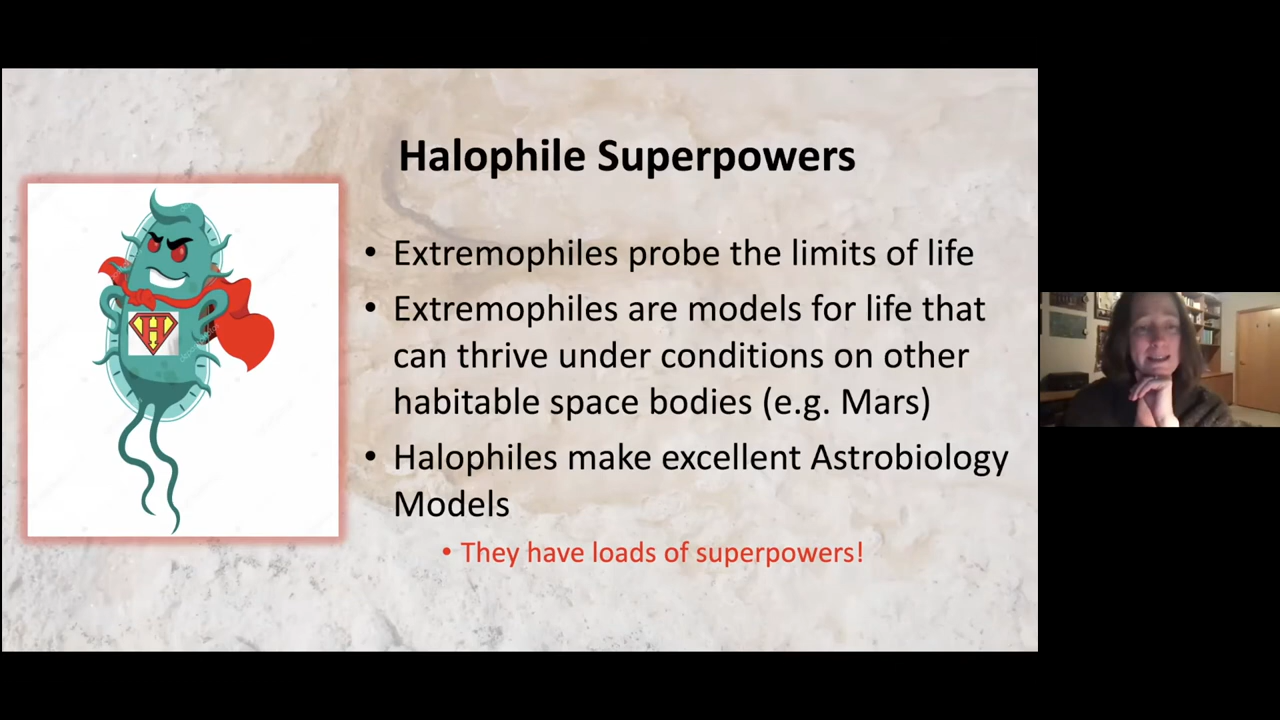 Halophile Superpowers
• Extremophiles probe the limits of life
• Extremophiles are models for life that
can thrive under conditions on other
habitable space bodies (e.g. Mars)
• Halophiles make excellent Astrobiology
Models
• They have loads of superpowers!
H